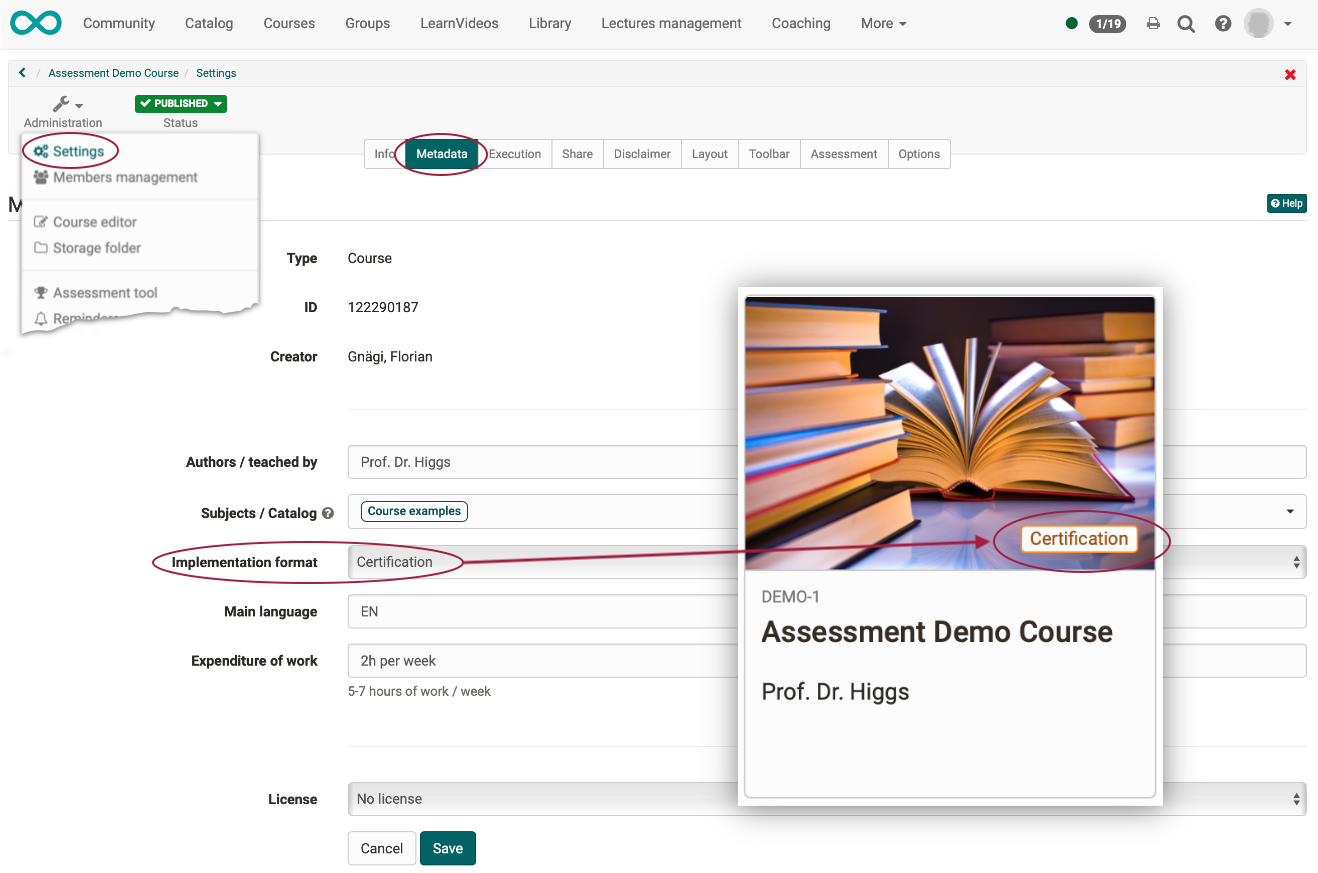 Community Catalog Courses Groups LearnVideos Library Lectures management Coaching More 1/19
/ Assessment Demo Course / Settings
PUBLISHED
Administration Status
Settings
Members management
Course editor
Storage folder
Assessment tool
Reminders
Info Metadata Execution Share Disclaimer Layout Toolbar Assessment Options
M
Help
Type Course
ID 122290187
Creator Gnägi, Florian
Authors / teached by Prof. Dr. Higgs
Subjects / Catalog Course examples
Implementation format Certification
Main language EN
Expenditure of work 2h per week
5-7 hours of work / week
License No license
Cancel Save
Certification
DEMO-1
Assessment Demo Course
Prof. Dr. Higgs